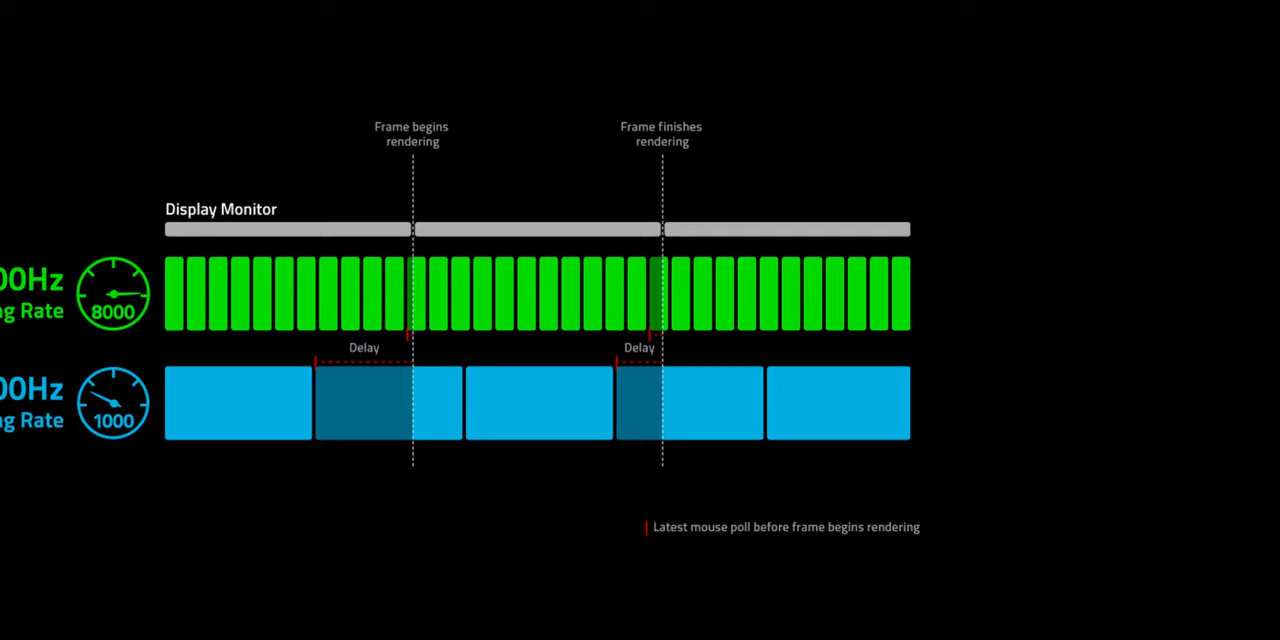 Frame begins
rendering
Frame finishes
rendering
Display Monitor
00Hz
Rate
8000
Delay
Delay
00Hz
Rate
1000
Latest mouse poll before frame begins rendering